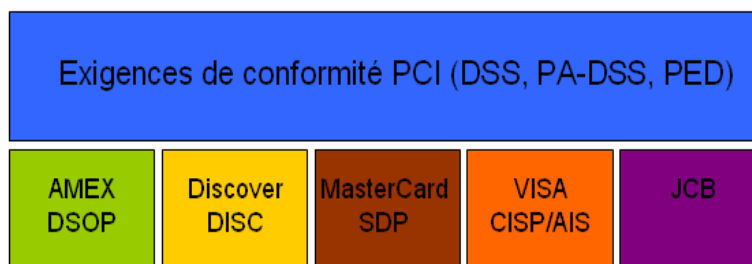 Exigences de conformité PCI (DSS, PA-DSS, PED)
AMEX
DSOP
Discover
DISC
MasterCard
SDP
VISA
CISP/AIS
JCB